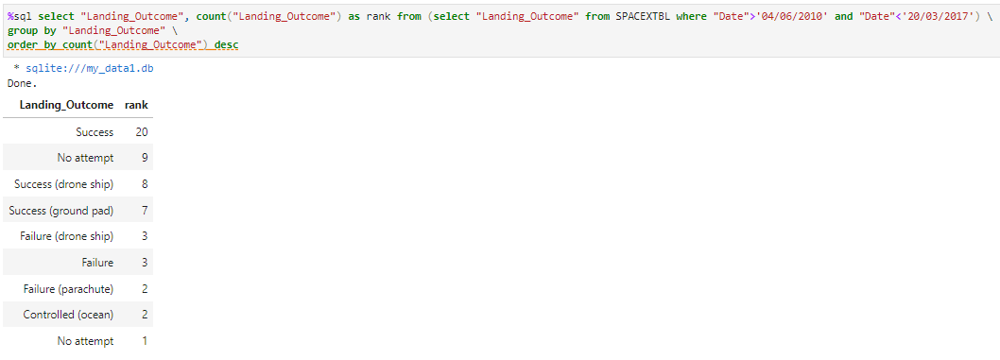 %sql select "Landing_Outcome", count("Landing_Outcome") as rank from (select "Landing_Outcome" from SPACEXTBL where "Date">'04/06/2010' and "Date"<'20/03/2017') \
group by "Landing_Outcome" \
order by count("Landing_Outcome") desc
* sqlite:///my_data1.db
Done.
Landing_Outcome rank
Success 20
No attempt 9
Success (drone ship) 8
Success (ground pad) 7
Failure (drone ship) 3
Failure 3
Failure (parachute) 2
Controlled (ocean) 2
No attempt 1